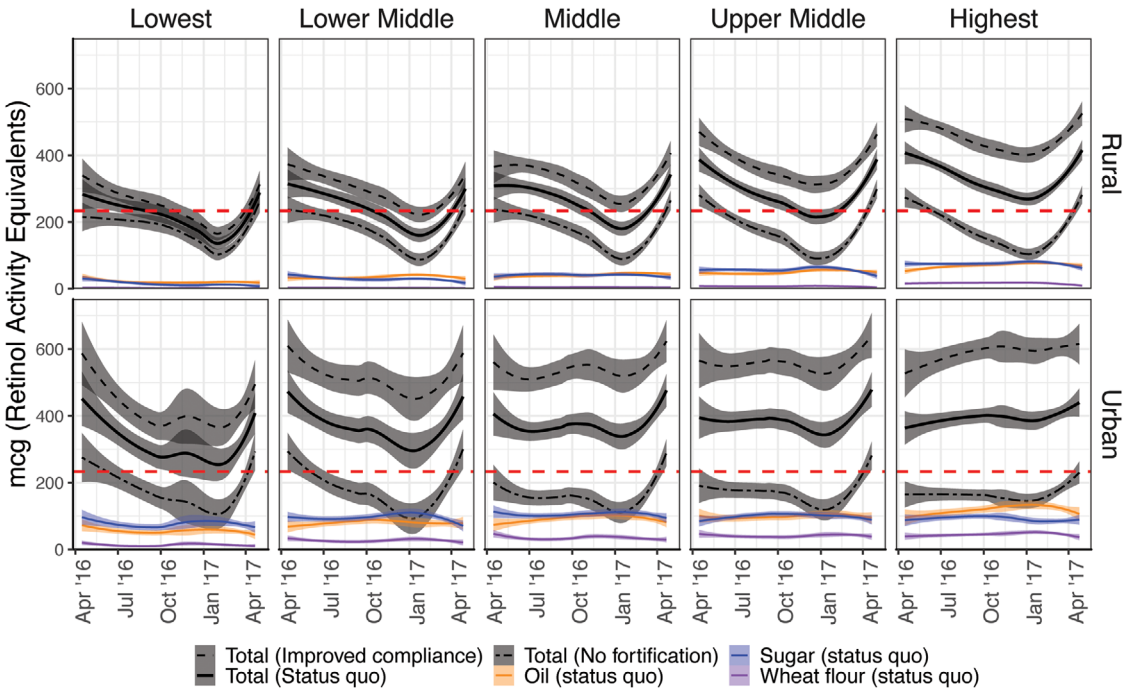 Lowest Lower Middle Middle Upper Middle Highest
mcg (Retinol Activity Equivalents)
600
400
200
0
Rural
600
400
200
0
Urban
Apr '16 Jul '16 Oct '16 Jan '17 Apr '17 Apr '16 Jul '16 Oct '16 Jan '17 Apr '17 Apr '16 Jul '16 Oct '16 Jan '17 Apr '17 Apr '16 Jul '16 Oct '16 Jan '17 Apr '17 Apr '16 Jul '16 Oct '16 Jan '17 Apr '17
Total (Improved compliance) Total (No fortification) Sugar (status quo)
Total (Status quo) Oil (status quo) Wheat flour (status quo)